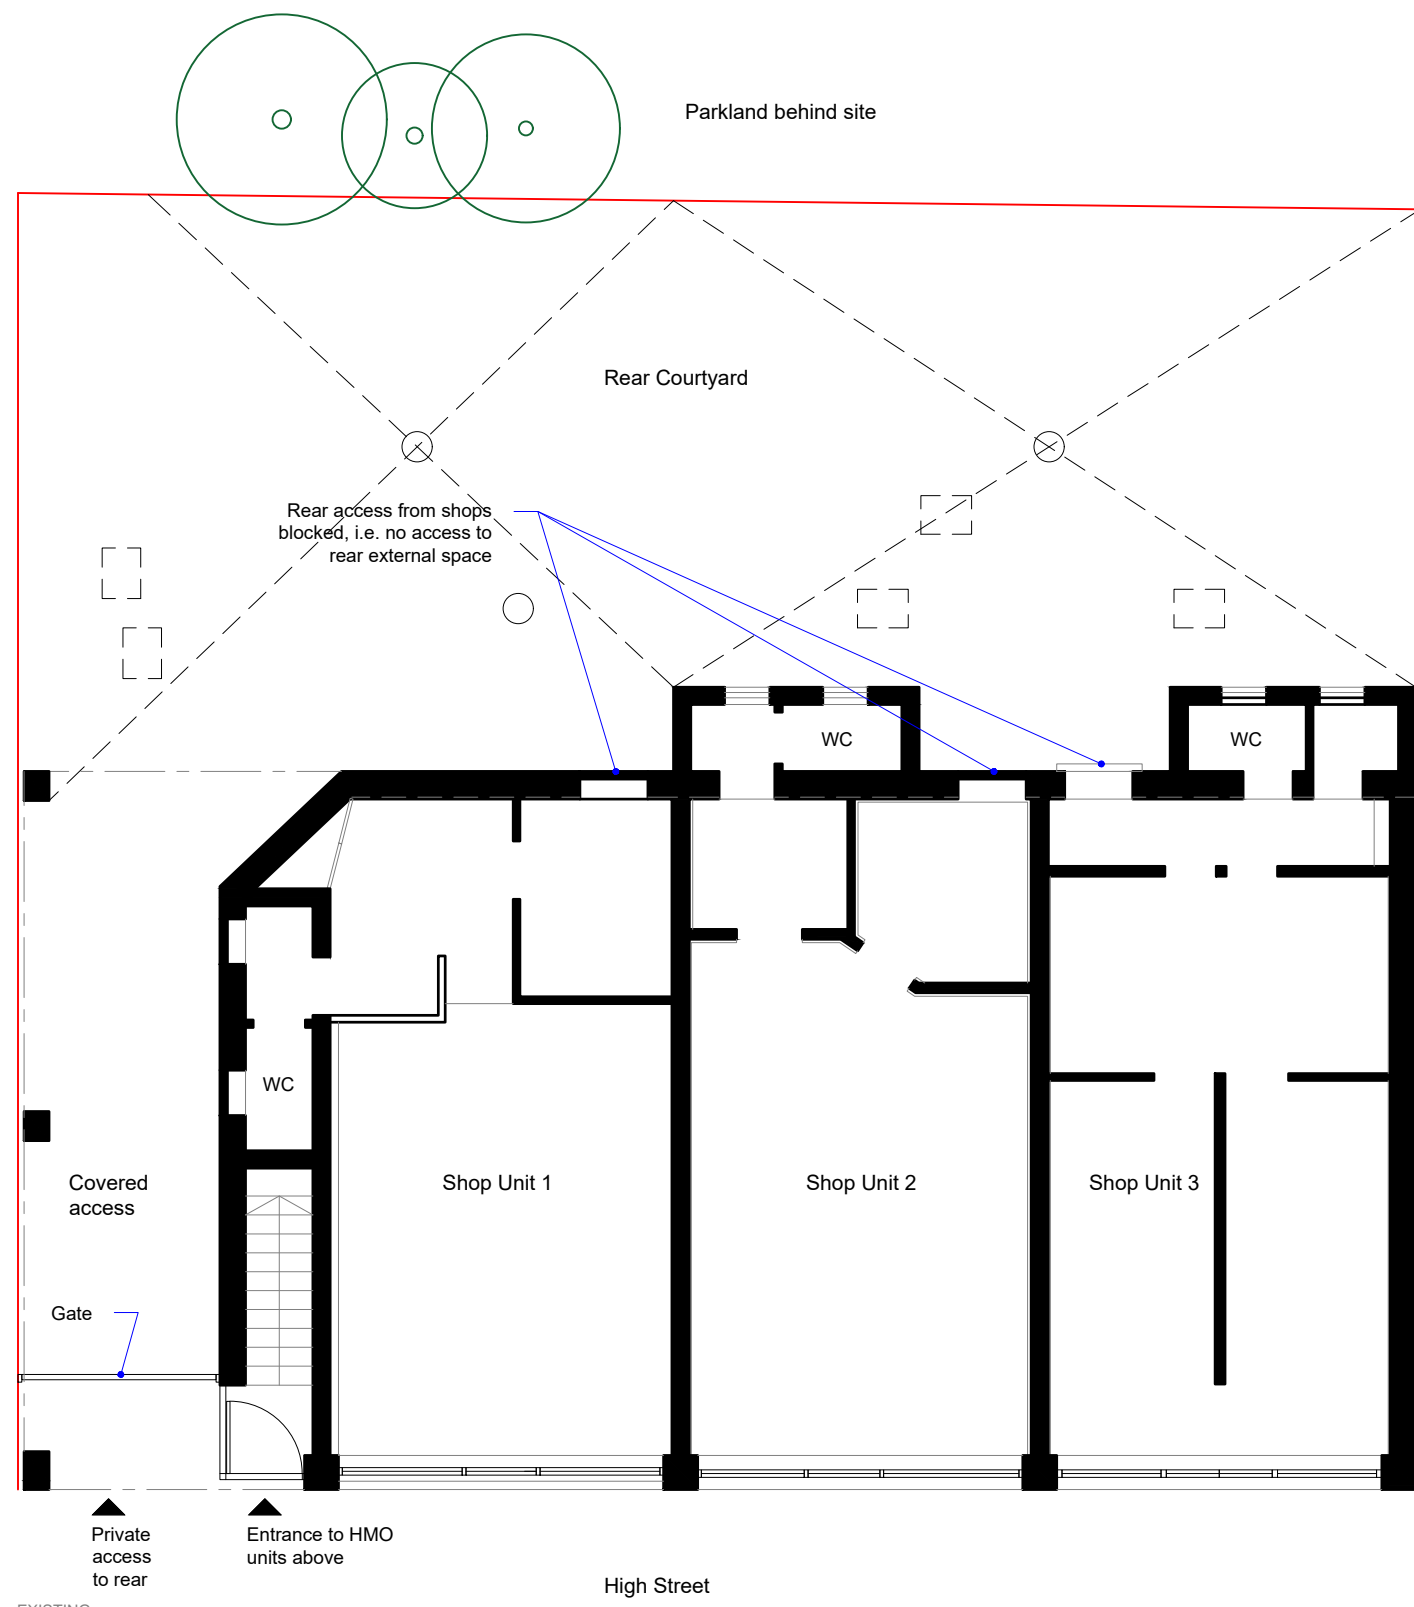 Parkland behind site
Rear Courtyard
Rear access from shops
blocked, i.e. no access to
rear external space
WC
WC
WC
Covered
access
Shop Unit 1
Shop Unit 2
Shop Unit 3
Gate
Private
access
to rear
Entrance to HMO
units above
High Street
EXISTING